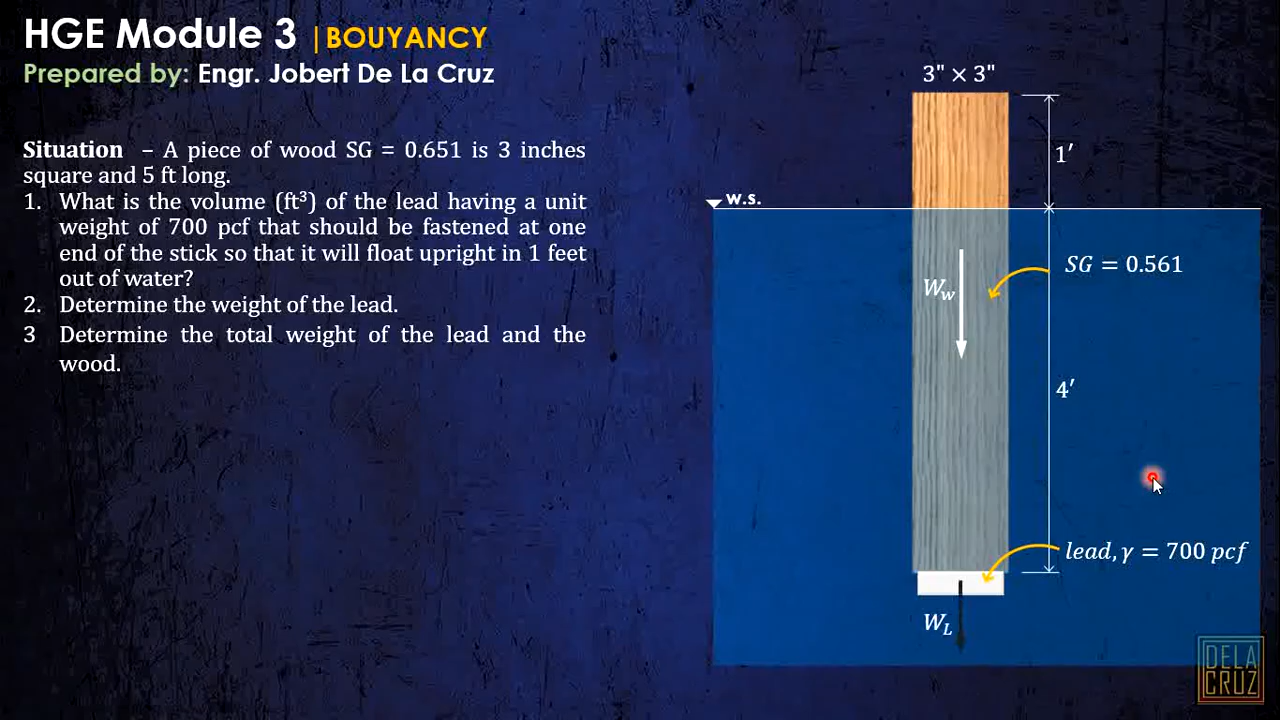 HGE Module 3 | BOUYANCY
Prepared by: Engr. Jobert De La Cruz
Situation – A piece of wood SG = 0.651 is 3 inches
square and 5 ft long.
1. What is the volume (ft³) of the lead having a unit
weight of 700 pcf that should be fastened at one
end of the stick so that it will float upright in 1 feet
out of water?
2. Determine the weight of the lead.
3 Determine the total weight of the lead and the
wood.
3" × 3"
1′
W.S.
SG = 0.561
W_w
4′
lead, γ = 700 pcf
W_L
DELA
CRUZ